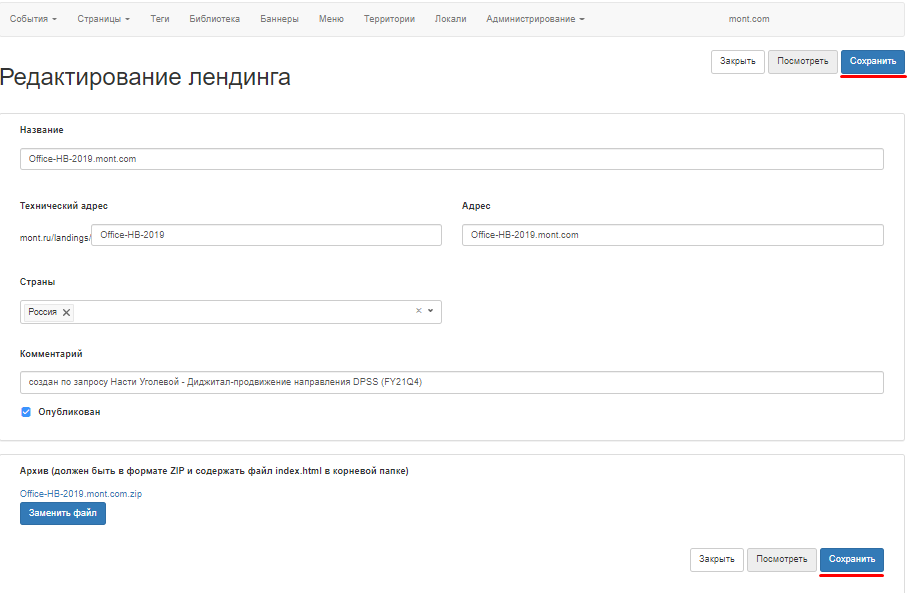 События Страницы Теги Библиотека Баннеры Меню Территории Локали Администрирование mont.com
Закрыть Посмотреть Сохранить
Редактирование лендинга
Название
Office-HB-2019.mont.com
Технический адрес Адрес
mont.ru/landings/ Office-HB-2019 Office-HB-2019.mont.com
Страны
Россия × ×
Комментарий
создан по запросу Насти Уголевой - Диджитал-продвижение направления DPSS (FY21Q4)
Опубликован
Архив (должен быть в формате ZIP и содержать файл index.html в корневой папке)
Office-HB-2019.mont.com.zip
Заменить файл
Закрыть Посмотреть Сохранить